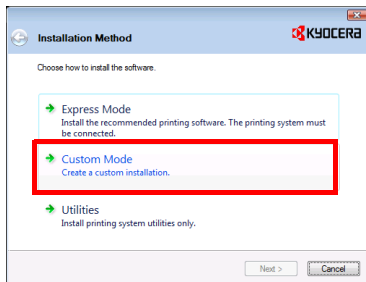 Installation Method
KYOCERA
Choose how to install the software.
Express Mode
Install the recommended printing software. The printing system must
be connected.
Custom Mode
Create a custom installation.
Utilities
Install printing system utilities only.
Next >
Cancel